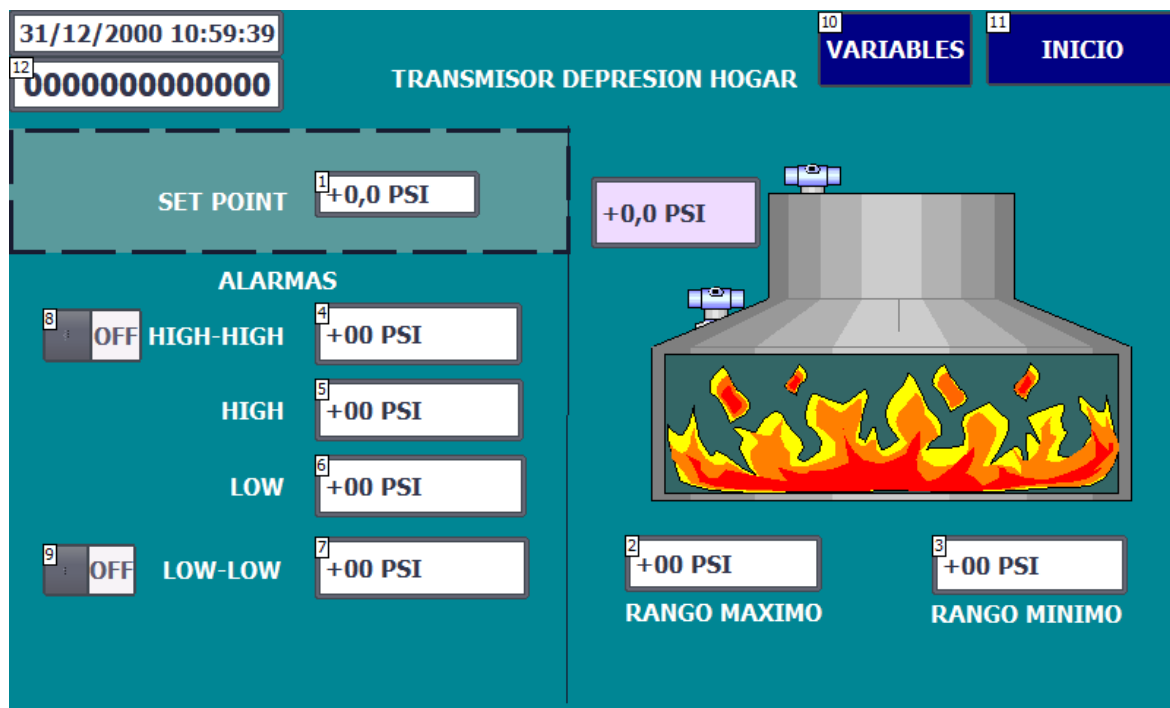 31/12/2000 10:59:39
12
0000000000000
TRANSMISOR DEPRESION HOGAR
10
VARIABLES
11
INICIO
SET POINT
1
+0,0 PSI
+0,0 PSI
ALARMAS
8
OFF
HIGH-HIGH
4
+00 PSI
HIGH
5
+00 PSI
LOW
6
+00 PSI
9
OFF
LOW-LOW
7
+00 PSI
2
+00 PSI
RANGO MAXIMO
3
+00 PSI
RANGO MINIMO